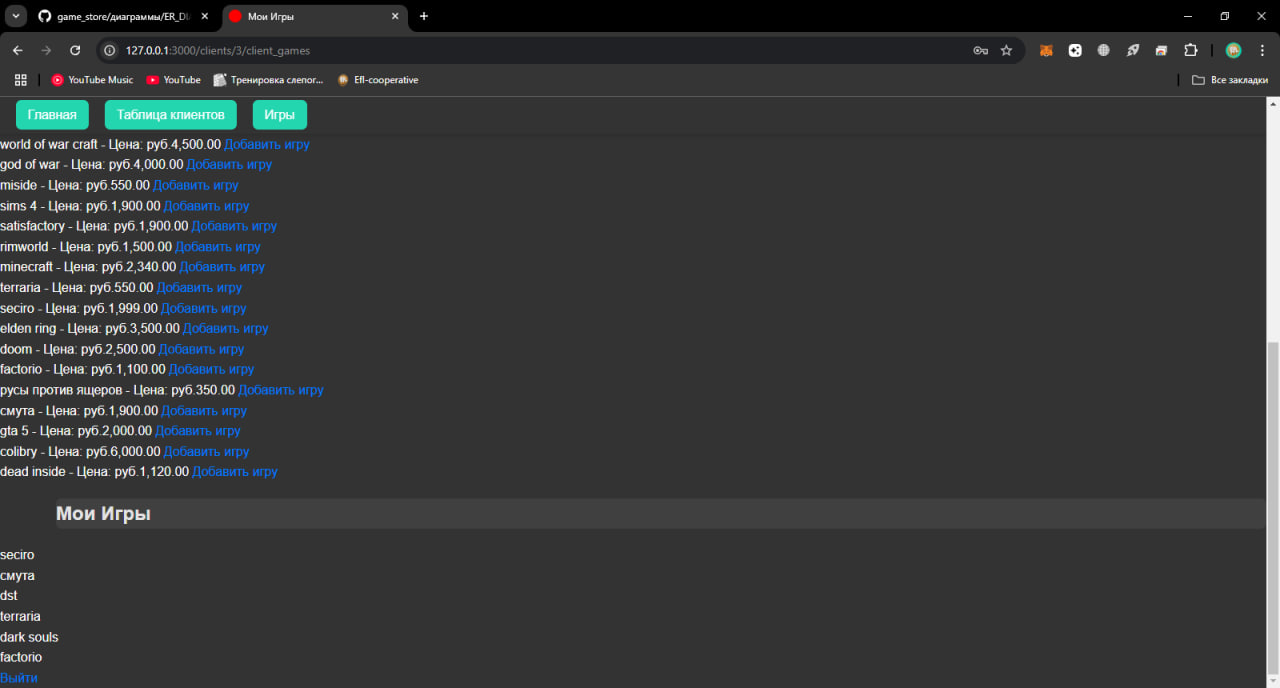 game_store/диаграммы/ER_DI
Мои Игры
127.0.0.1:3000/clients/3/client_games
YouTube Music
YouTube
Тренировка слепог...
Efl-cooperative
Все закладки
Главная
Таблица клиентов
Игры
world of war craft - Цена: руб.4,500.00 Добавить игру
god of war - Цена: руб.4,000.00 Добавить игру
miside - Цена: руб.550.00 Добавить игру
sims 4 - Цена: руб.1,900.00 Добавить игру
satisfactory - Цена: руб.1,900.00 Добавить игру
rimworld - Цена: руб.1,500.00 Добавить игру
minecraft - Цена: руб.2,340.00 Добавить игру
terraria - Цена: руб.550.00 Добавить игру
seciro - Цена: руб.1,999.00 Добавить игру
elden ring - Цена: руб.3,500.00 Добавить игру
doom - Цена: руб.2,500.00 Добавить игру
factorio - Цена: руб.1,100.00 Добавить игру
русы против ящеров - Цена: руб.350.00 Добавить игру
смута - Цена: руб.1,900.00 Добавить игру
gta 5 - Цена: руб.2,000.00 Добавить игру
colibry - Цена: руб.6,000.00 Добавить игру
dead inside - Цена: руб.1,120.00 Добавить игру
Мои Игры
seciro
смута
dst
terraria
dark souls
factorio
Выйти